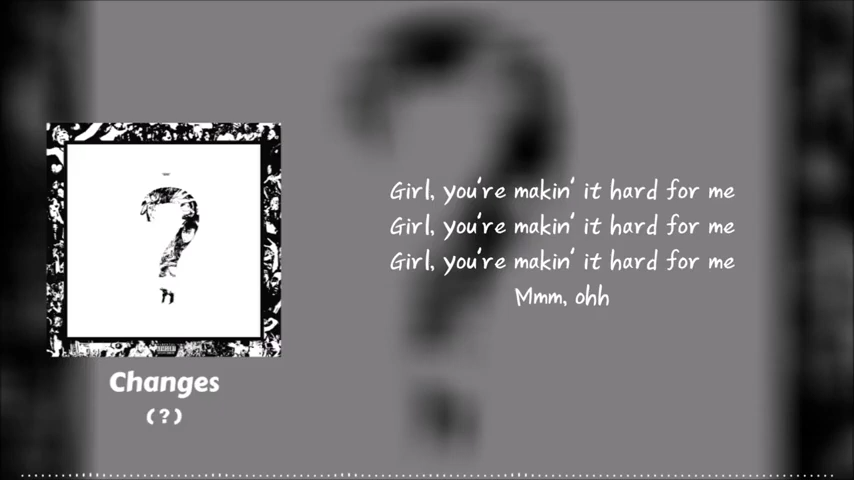 Changes
(?)
Girl, you're makin' it hard for me
Girl, you're makin' it hard for me
Girl, you're makin' it hard for me
Mmm, ohh